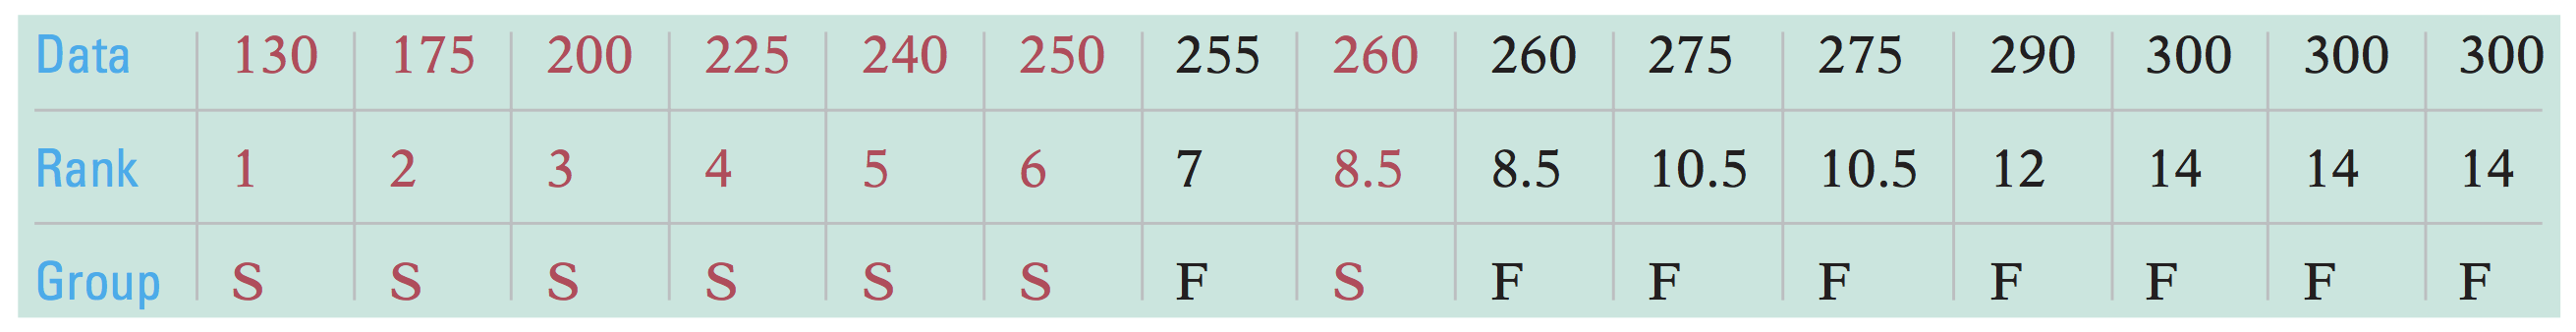 Data 130 175 200 225 240 250 255 260 260 275 275 290 300 300 300
Rank 1 2 3 4 5 6 7 8.5 8.5 10.5 10.5 12 14 14 14
Group S S S S S S F S F F F F F F F